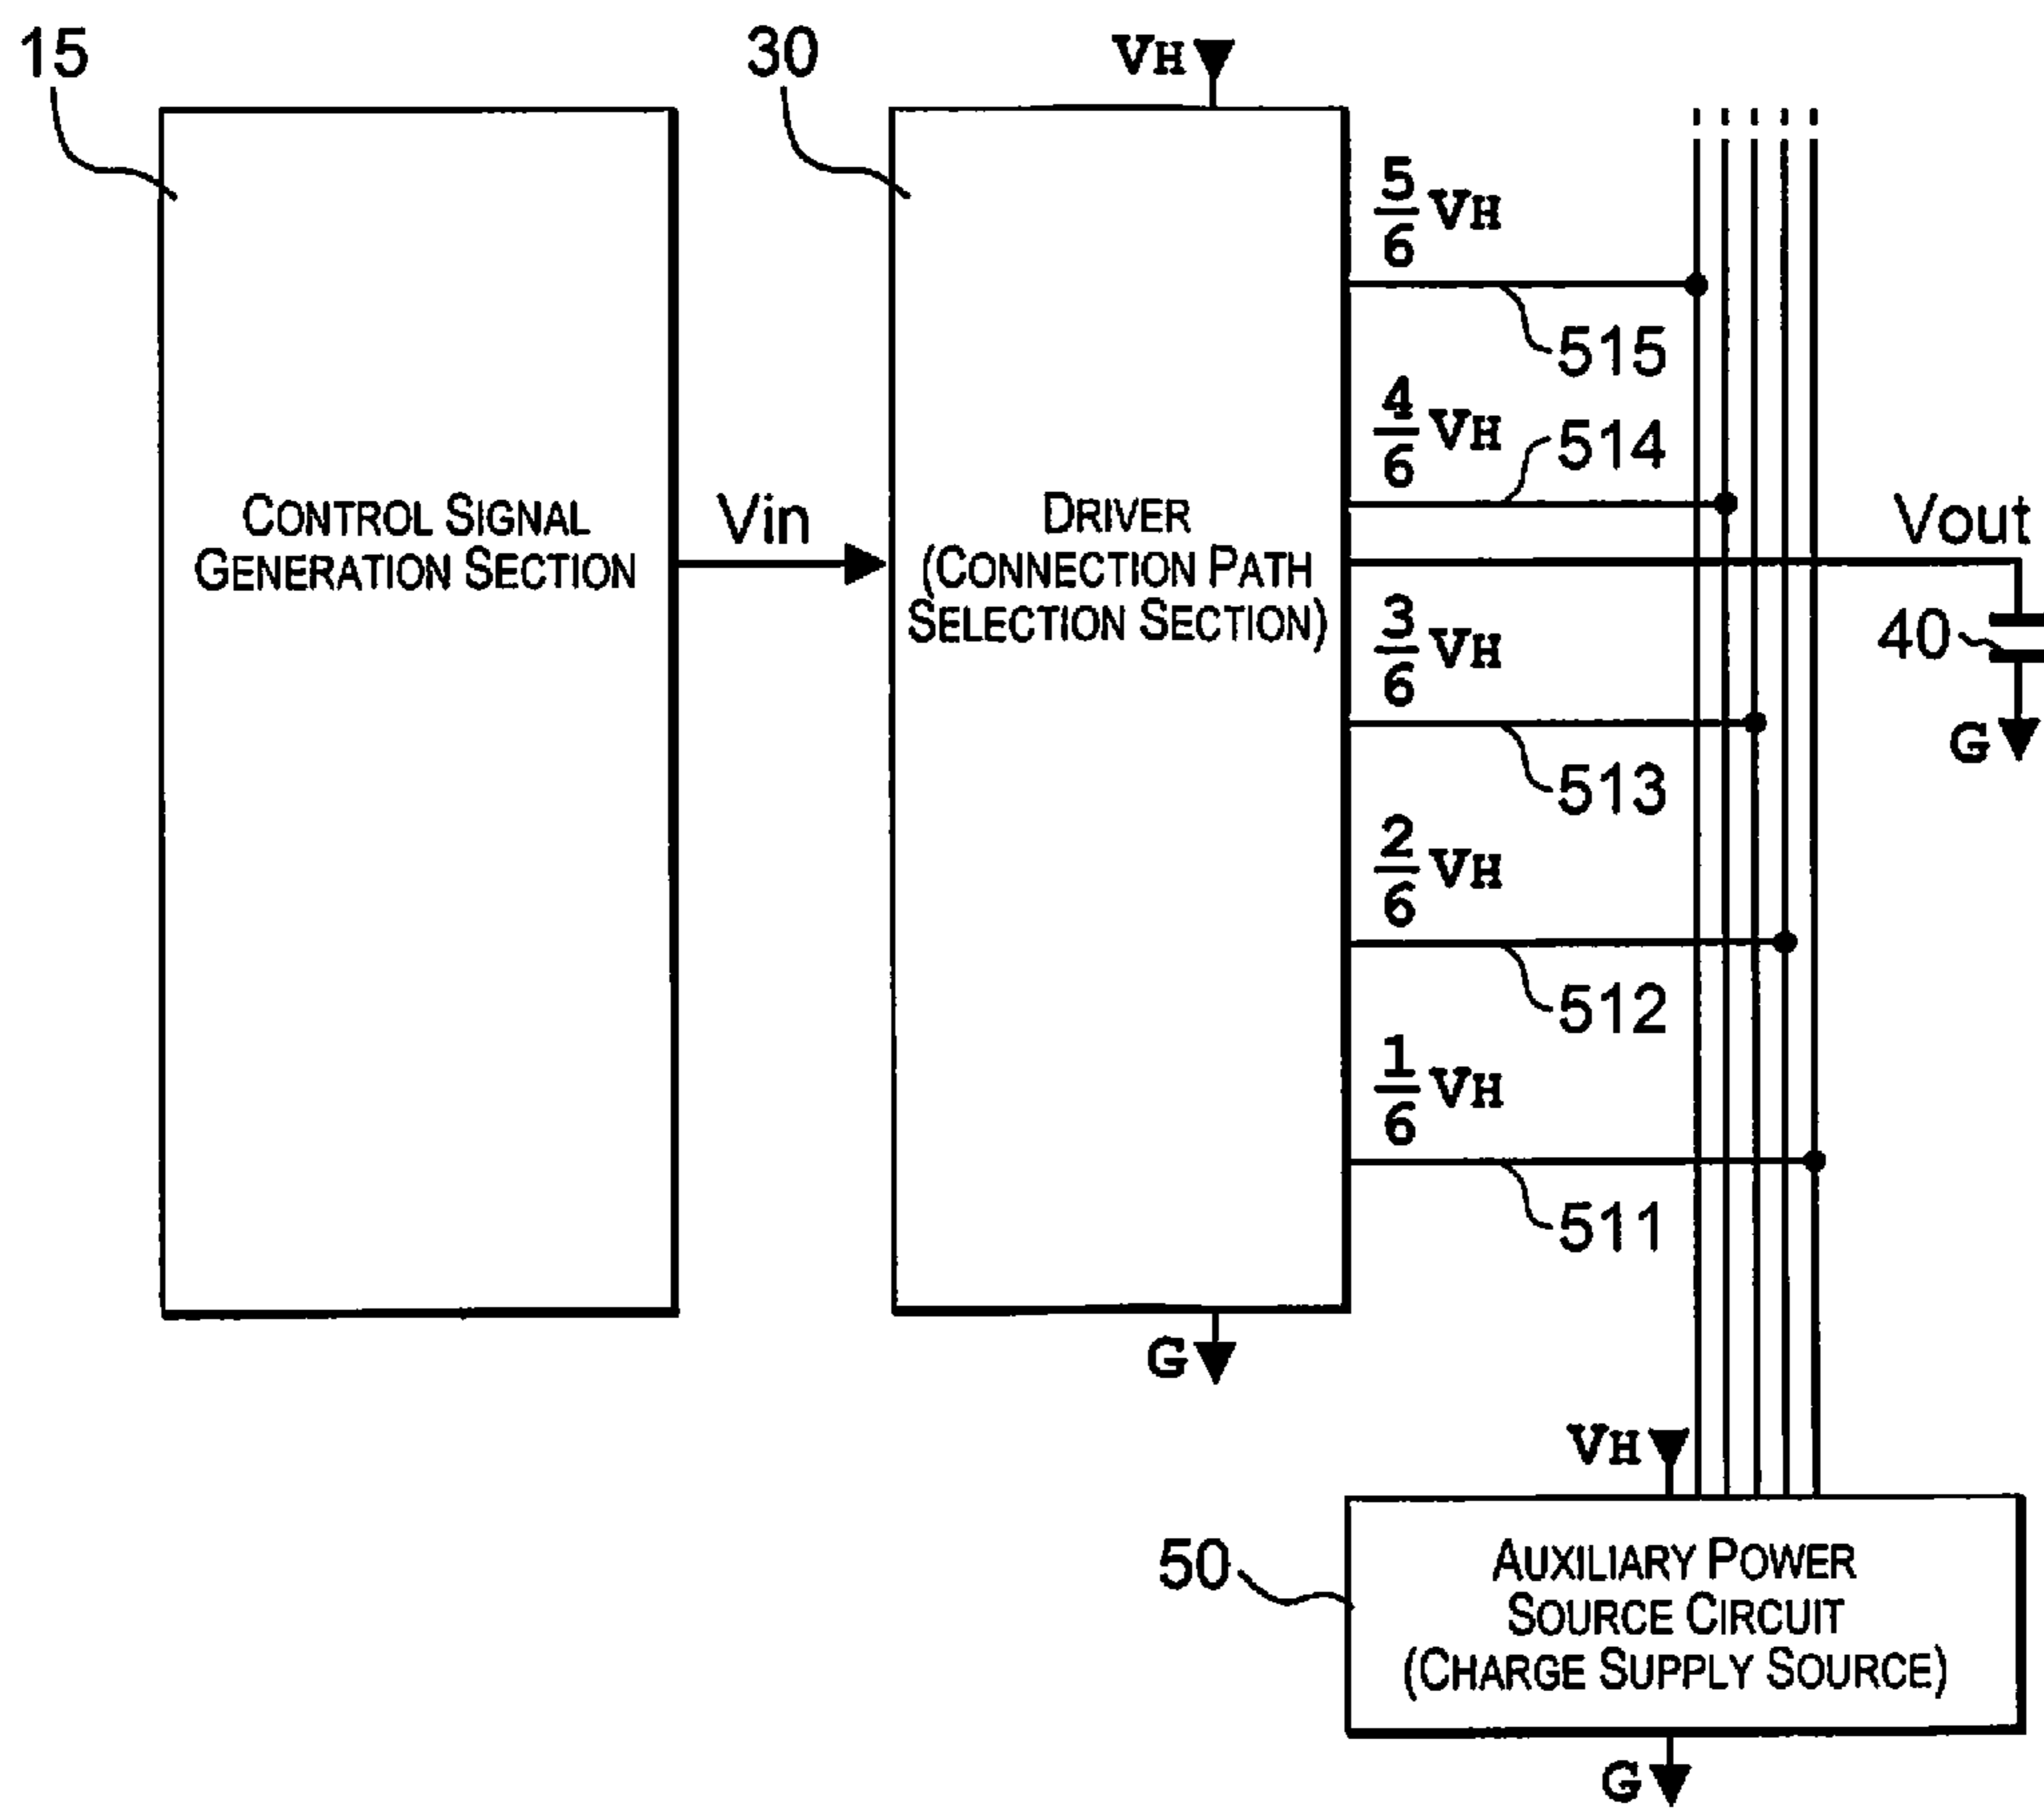 15
30
VH
5/6 VH
515
4/6 VH
514
CONTROL SIGNAL
GENERATION SECTION
Vin
DRIVER
(CONNECTION PATH
SELECTION SECTION)
Vout
40
G
3/6 VH
513
2/6 VH
512
1/6 VH
511
G
VH
50
AUXILIARY POWER
SOURCE CIRCUIT
(CHARGE SUPPLY SOURCE)
G